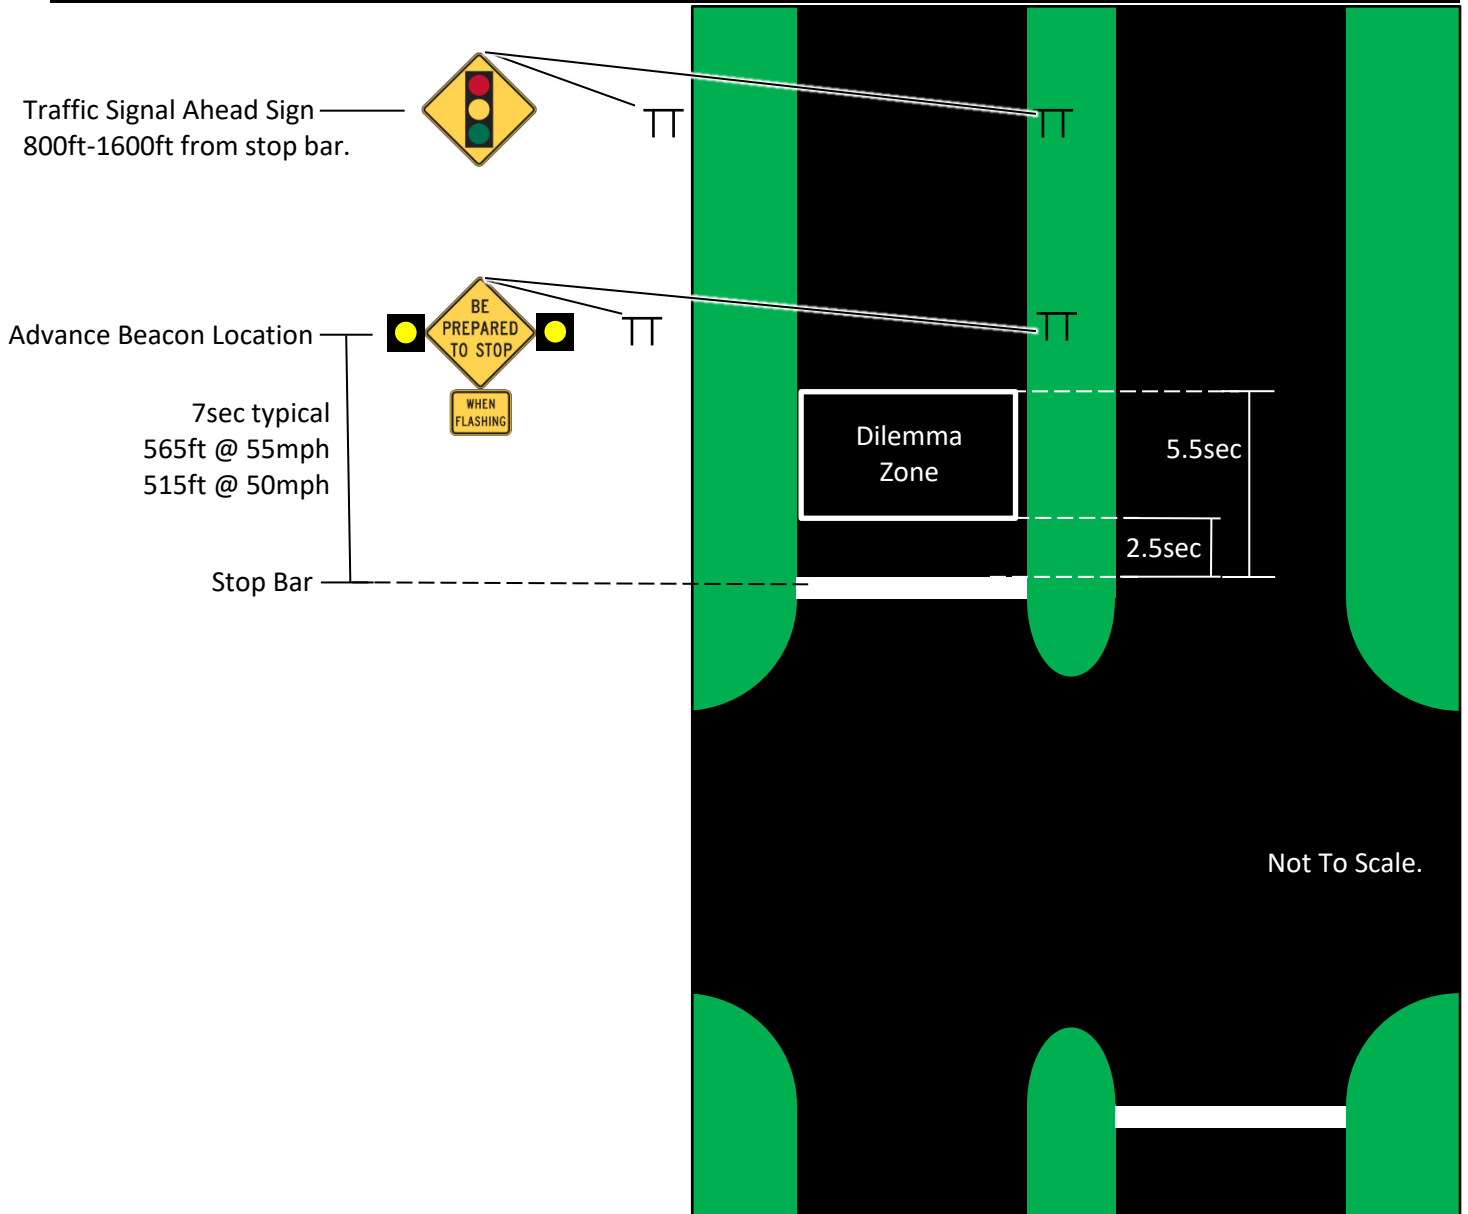 Traffic Signal Ahead Sign
800ft-1600ft from stop bar.
BE
PREPARED
TO STOP
Advance Beacon Location
WHEN
FLASHING
7sec typical
565ft @ 55mph
515ft @ 50mph
Dilemma
Zone
5.5sec
2.5sec
Stop Bar
Not To Scale.